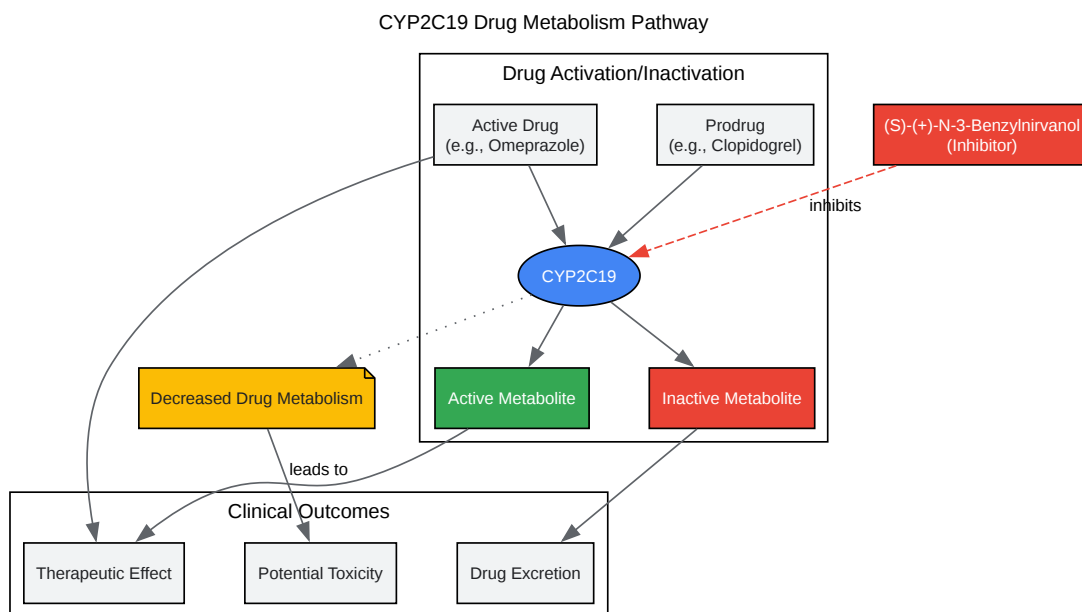 CYP2C19 Drug Metabolism Pathway
Drug Activation/Inactivation
Active Drug
(e.g., Omeprazole)
Prodrug
(e.g., Clopidogrel)
(S)-(+)-N-3-Benzylnirvanol
(Inhibitor)
inhibits
CYP2C19
Decreased Drug Metabolism
Active Metabolite
Inactive Metabolite
leads to
Clinical Outcomes
Therapeutic Effect
Potential Toxicity
Drug Excretion